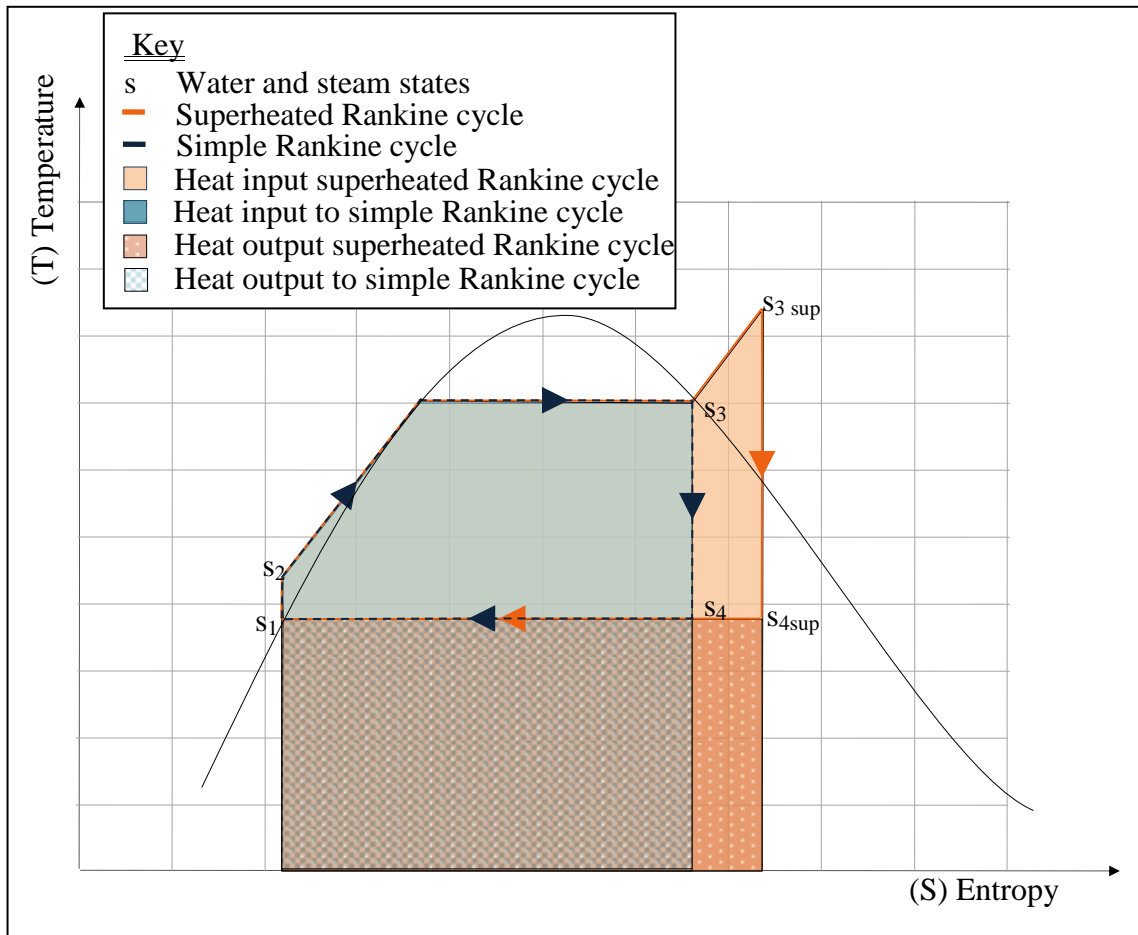 Key
s Water and steam states
Superheated Rankine cycle
Simple Rankine cycle
Heat input superheated Rankine cycle
Heat input to simple Rankine cycle
Heat output superheated Rankine cycle
Heat output to simple Rankine cycle
(T) Temperature
s3 sup
s3
s2
s1
s4
s4sup
(S) Entropy